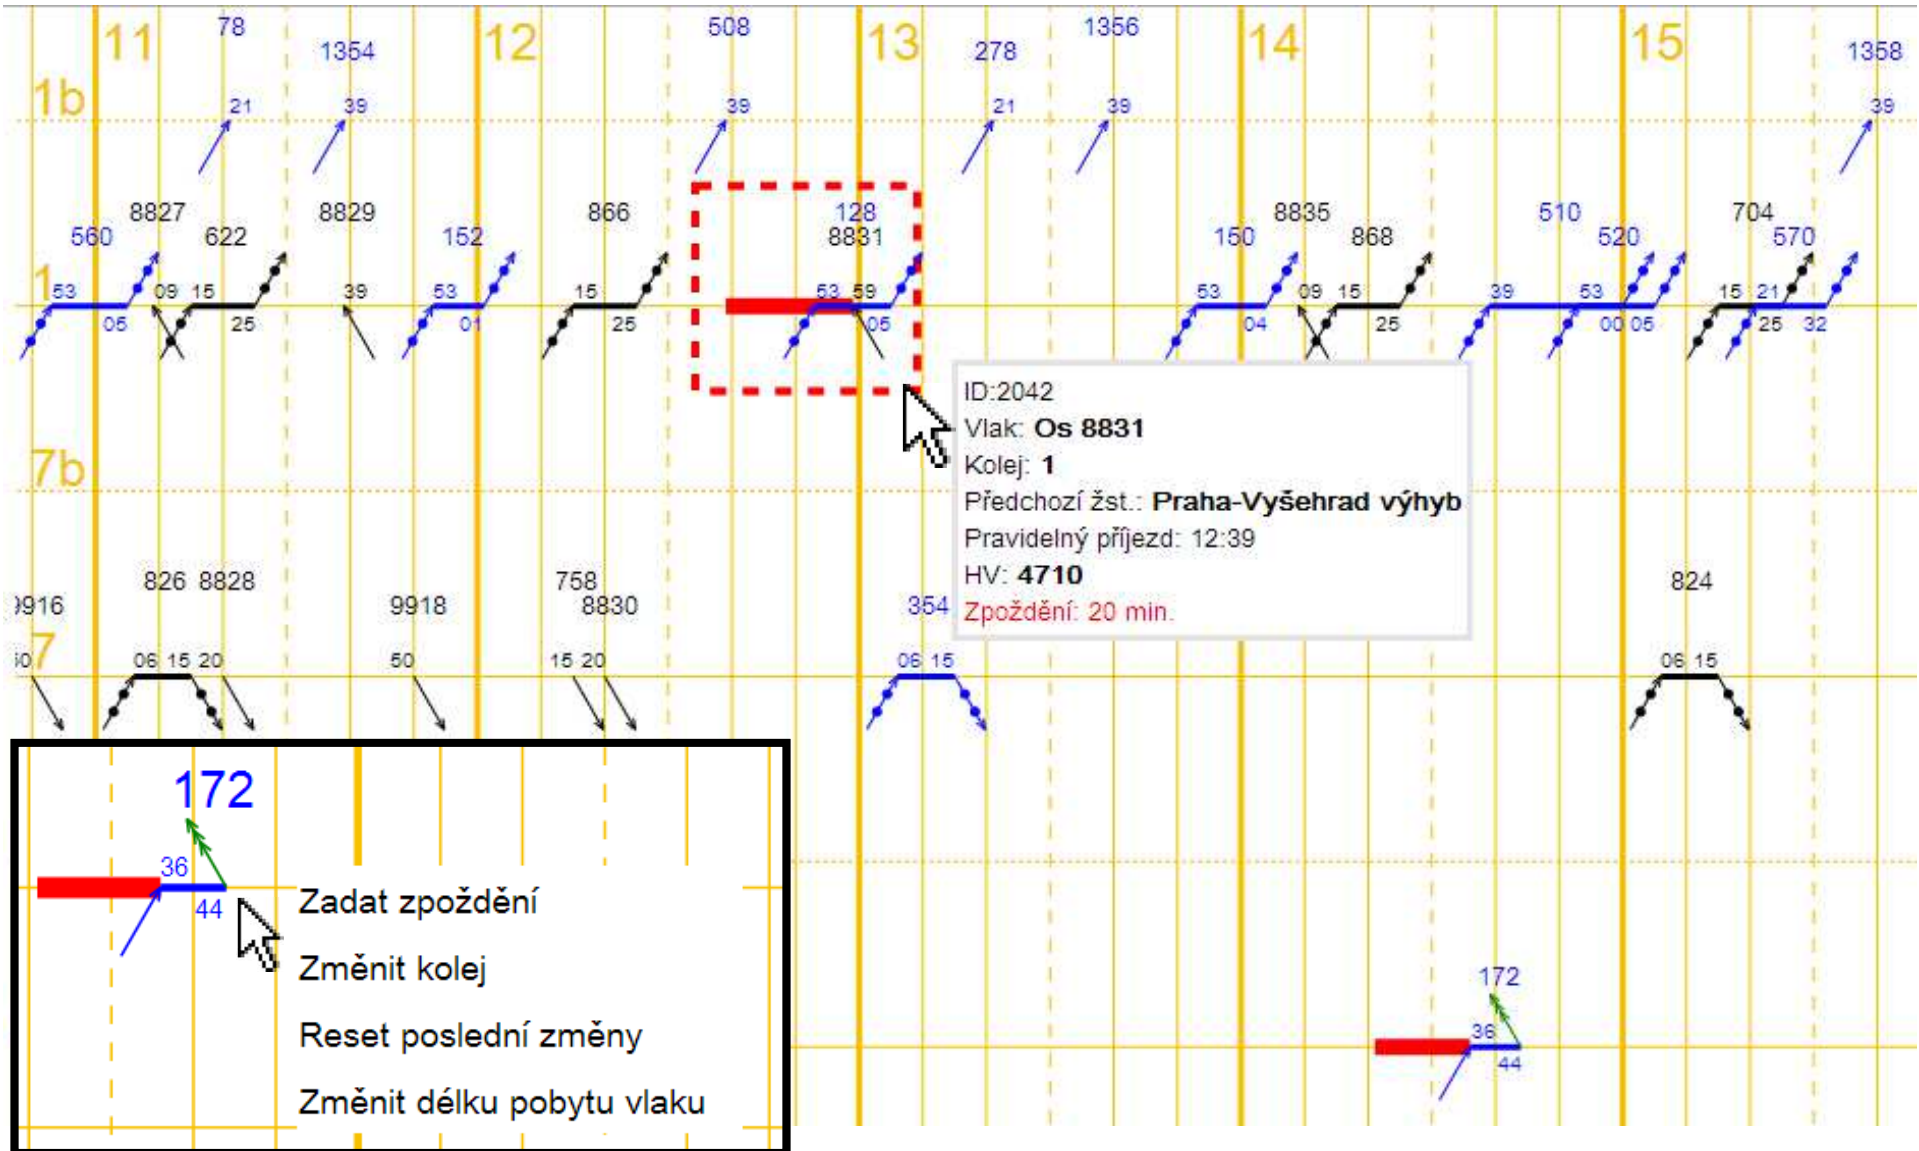 11 78 12 508 13 1356 14 15
1354 278 1358
1b 21 39 39 21 39 39
8827 8829 866 128 8835 510 704
560 622 152 8831 150 868 520 570
1 53 09 15 39 53 15 53 59 53 09 15 39 53 15 21
05 25 01 25 05 04 25 00 05 25 32
ID:2042
Vlak: Os 8831
Kolej: 1
Předchozí žst.: Praha-Vyšehrad výhyb
Pravidelný příjezd: 12:39
HV: 4710
Zpoždění: 20 min.
7b
826 8828 758 824
9918 8830 354
7 06 15 20 50 15 20 06 15 06 15
172
36
44
Zadat zpoždění
Změnit kolej
Reset poslední změny
Změnit délku pobytu vlaku
172
36
44